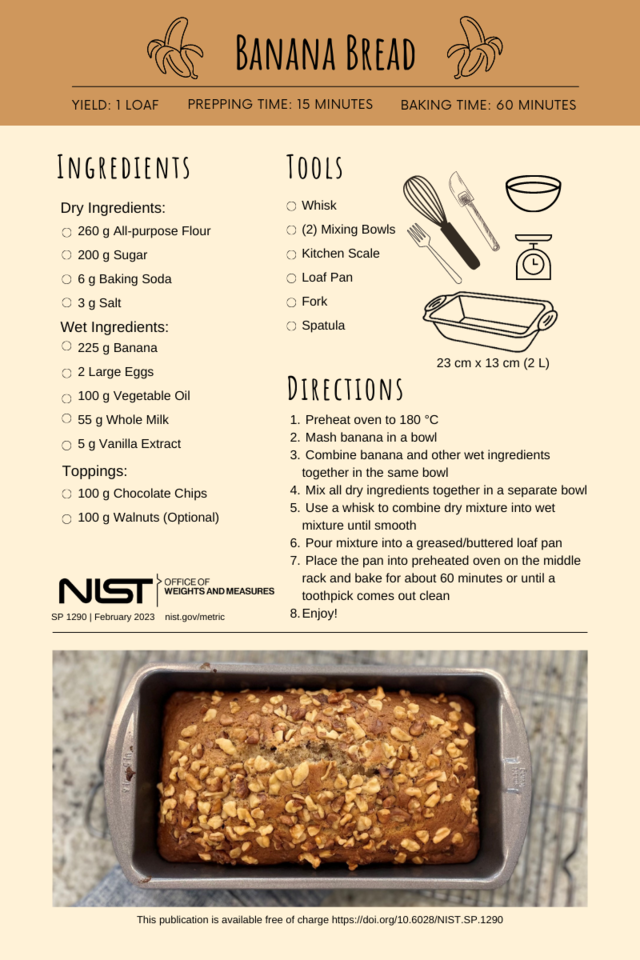 BANANA BREAD
YIELD: 1 LOAF PREPPING TIME: 15 MINUTES BAKING TIME: 60 MINUTES
INGREDIENTS
Dry Ingredients:
260 g All-purpose Flour
200 g Sugar
6 g Baking Soda
3 g Salt
Wet Ingredients:
225 g Banana
2 Large Eggs
100 g Vegetable Oil
55 g Whole Milk
5 g Vanilla Extract
Toppings:
100 g Chocolate Chips
100 g Walnuts (Optional)
NIST
OFFICE OF
WEIGHTS AND MEASURES
SP 1290 | February 2023 nist.gov/metric
TOOLS
Whisk
(2) Mixing Bowls
Kitchen Scale
Loaf Pan
Fork
Spatula
23 cm x 13 cm (2 L)
DIRECTIONS
1. Preheat oven to 180 °C
2. Mash banana in a bowl
3. Combine banana and other wet ingredients
together in the same bowl
4. Mix all dry ingredients together in a separate bowl
5. Use a whisk to combine dry mixture into wet
mixture until smooth
6. Pour mixture into a greased/buttered loaf pan
7. Place the pan into preheated oven on the middle
rack and bake for about 60 minutes or until a
toothpick comes out clean
8. Enjoy!
This publication is available free of charge https://doi.org/10.6028/NIST.SP.1290